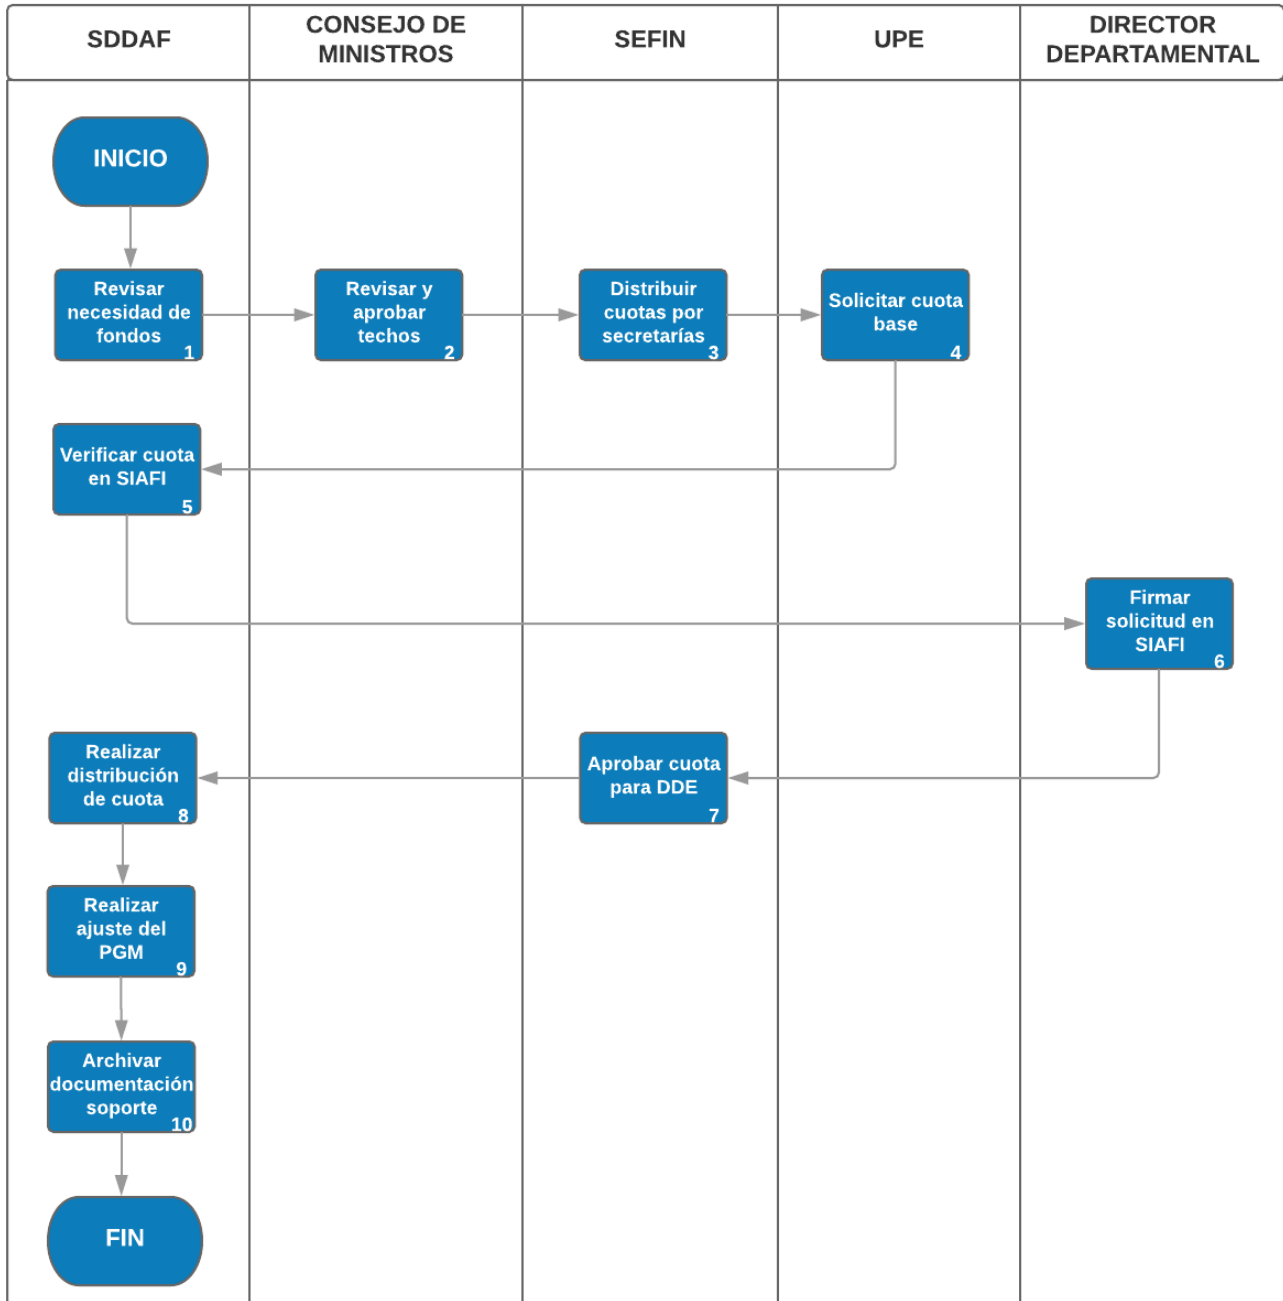 SDDAF
CONSEJO DE
MINISTROS
SEFIN
UPE
DIRECTOR
DEPARTAMENTAL
INICIO
Revisar
necesidad de
fondos
1
Revisar y
aprobar
techos
2
Distribuir
cuotas por
secretarías
3
Solicitar cuota
base
4
Verificar cuota
en SIAFI
5
Firmar
solicitud en
SIAFI
6
Aprobar cuota
para DDE
7
Realizar
distribución
de cuota
8
Realizar
ajuste del
PGM
9
Archivar
documentación
soporte
10
FIN